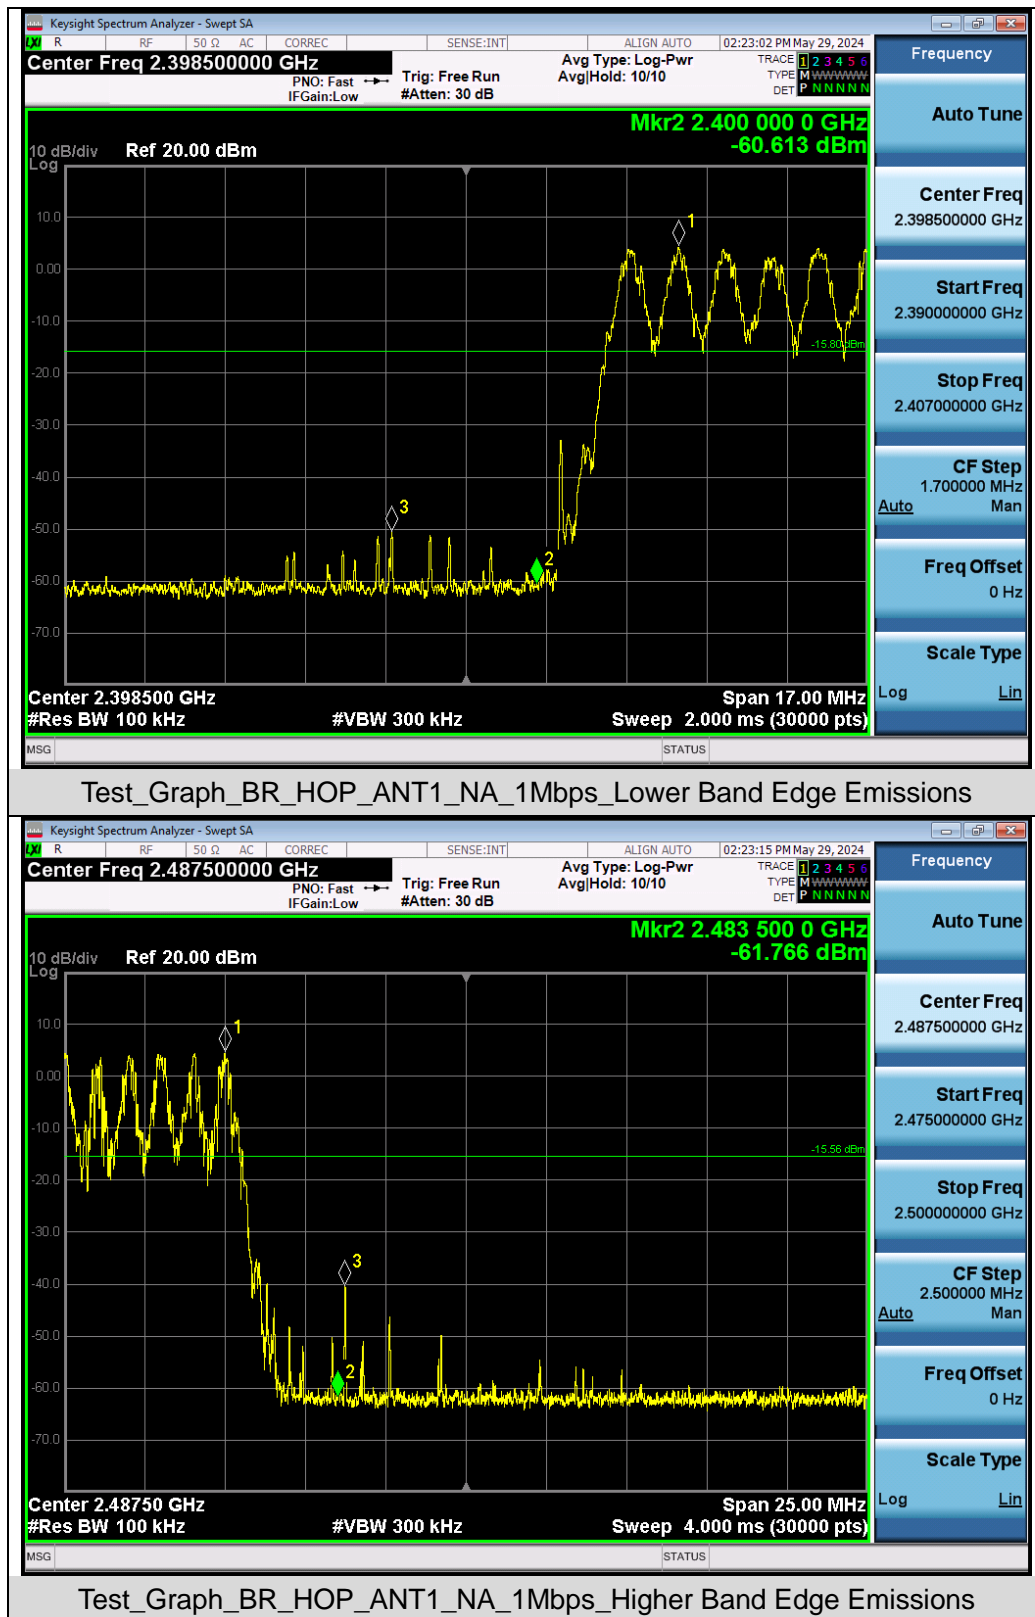 Keysight Spectrum Analyzer - Swept SA
LXI R RF 50 Ω AC CORREC SENSE:INT ALIGN AUTO 02:23:02 PM May 29, 2024
Center Freq 2.398500000 GHz
PNO: Fast
IFGain:Low
Trig: Free Run
#Atten: 30 dB
Avg Type: Log-Pwr
Avg|Hold: 10/10
TRACE 1 2 3 4 5 6
TYPE M WWWWW
DET P N N N N N
Mkr2 2.400 000 0 GHz
-60.613 dBm
10 dB/div Ref 20.00 dBm
Log
10.0
0.00
-10.0
-20.0
-30.0
-40.0
-50.0
-60.0
-70.0
1
2
3
-15.80 dBm
Center 2.398500 GHz Span 17.00 MHz
#Res BW 100 kHz #VBW 300 kHz Sweep 2.000 ms (30000 pts)
MSG STATUS
Frequency
Auto Tune
Center Freq
2.398500000 GHz
Start Freq
2.390000000 GHz
Stop Freq
2.407000000 GHz
CF Step
1.700000 MHz
Auto Man
Freq Offset
0 Hz
Scale Type
Log Lin
Test_Graph_BR_HOP_ANT1_NA_1Mbps_Lower Band Edge Emissions
Keysight Spectrum Analyzer - Swept SA
LXI R RF 50 Ω AC CORREC SENSE:INT ALIGN AUTO 02:23:15 PM May 29, 2024
Center Freq 2.487500000 GHz
PNO: Fast
IFGain:Low
Trig: Free Run
#Atten: 30 dB
Avg Type: Log-Pwr
Avg|Hold: 10/10
TRACE 1 2 3 4 5 6
TYPE M WWWWW
DET P N N N N N
Mkr2 2.483 500 0 GHz
-61.766 dBm
10 dB/div Ref 20.00 dBm
Log
10.0
0.00
-10.0
-20.0
-30.0
-40.0
-50.0
-60.0
-70.0
1
2
3
-15.56 dBm
Center 2.48750 GHz Span 25.00 MHz
#Res BW 100 kHz #VBW 300 kHz Sweep 4.000 ms (30000 pts)
MSG STATUS
Frequency
Auto Tune
Center Freq
2.487500000 GHz
Start Freq
2.475000000 GHz
Stop Freq
2.500000000 GHz
CF Step
2.500000 MHz
Auto Man
Freq Offset
0 Hz
Scale Type
Log Lin
Test_Graph_BR_HOP_ANT1_NA_1Mbps_Higher Band Edge Emissions